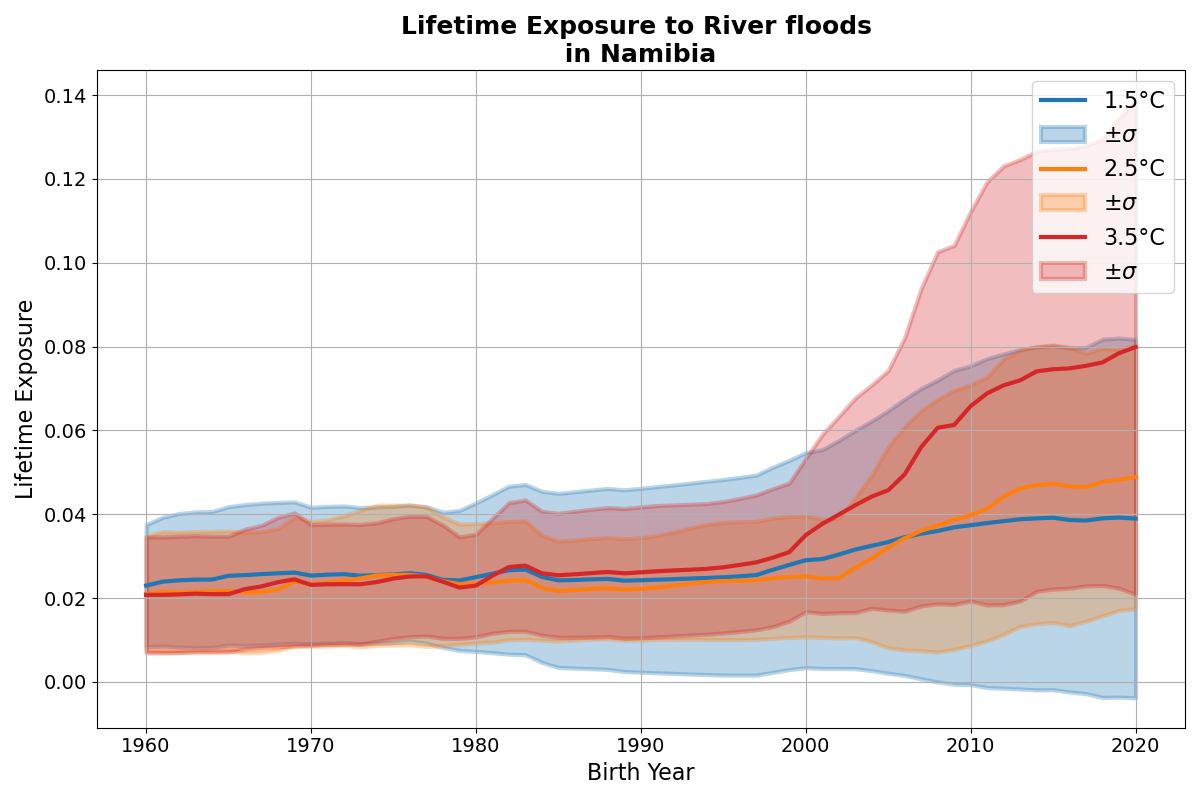 Lifetime Exposure to River floods
in Namibia
1.5°C
±σ
2.5°C
±σ
3.5°C
±σ
Lifetime Exposure
0.14
0.12
0.10
0.08
0.06
0.04
0.02
0.00
1960 1970 1980 1990 2000 2010 2020
Birth Year